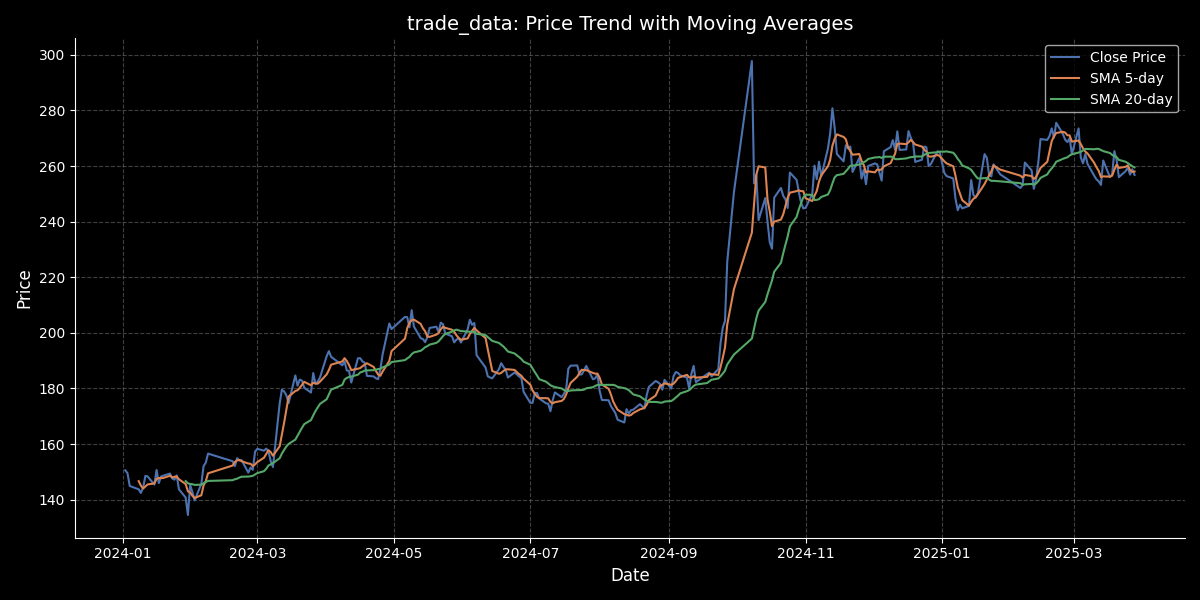 trade_data: Price Trend with Moving Averages
Close Price
SMA 5-day
SMA 20-day
Price
300
280
260
240
220
200
180
160
140
2024-01 2024-03 2024-05 2024-07 2024-09 2024-11 2025-01 2025-03
Date